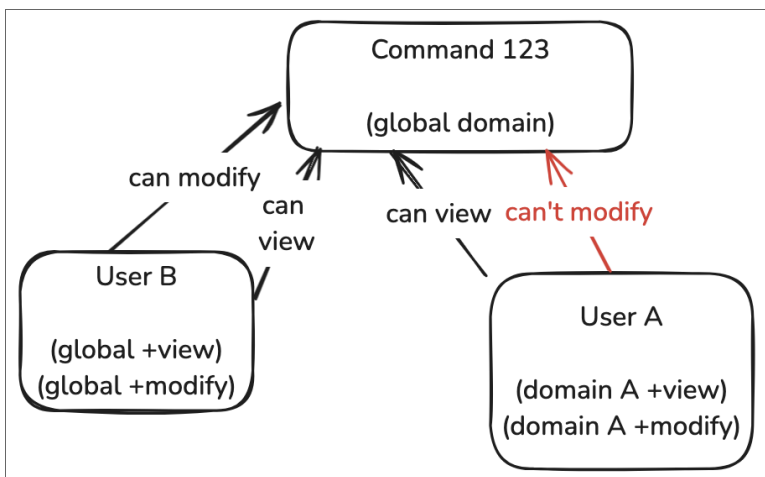 Command 123
(global domain)
can modify
can
view
can view
can't modify
User B
(global +view)
(global +modify)
User A
(domain A +view)
(domain A +modify)